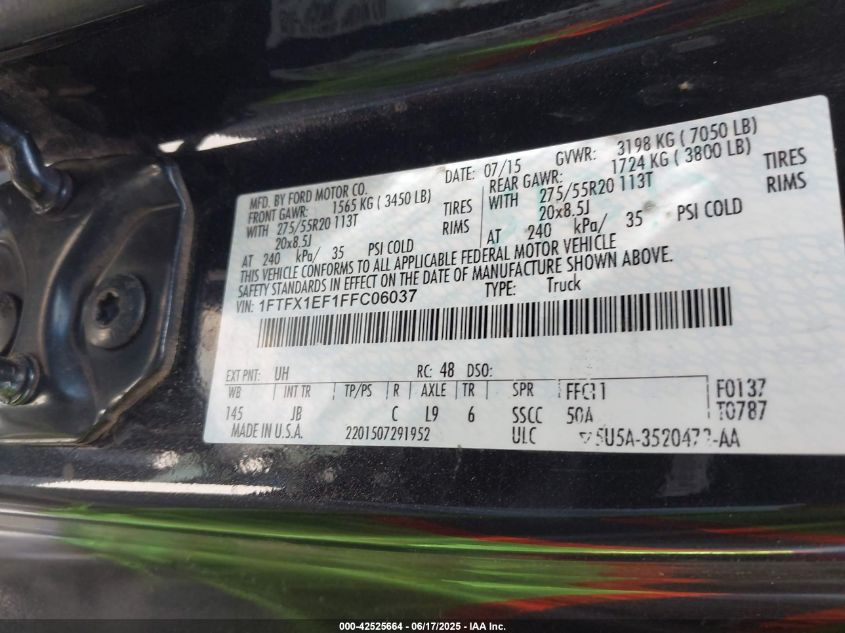 MFD. BY FORD MOTOR CO.
DATE: 07/15 GVWR: 3198 KG ( 7050 LB)
FRONT GAWR: 1565 KG ( 3450 LB)
REAR GAWR: 1724 KG ( 3800 LB)
WITH 275/55R20 113T TIRES
WITH 275/55R20 113T TIRES
20x8.5J RIMS
20x8.5J RIMS
AT 240 kPa/ 35 PSI COLD
AT 240 kPa/ 35 PSI COLD
THIS VEHICLE CONFORMS TO ALL APPLICABLE FEDERAL MOTOR VEHICLE
SAFETY STANDARDS IN EFFECT ON THE DATE OF MANUFACTURE SHOWN ABOVE.
VIN: 1FTFX1EF1FFC06037 TYPE: Truck
EXT PNT: UH RC: 48 DSO:
WB INT TR TP/PS R AXLE TR SPR
145 JB C L9 6 SSCC 50A
F0137
T0787
MADE IN U.S.A. 2201507291952 ULC
000-42525664 - 06/17/2025 - IAA Inc.